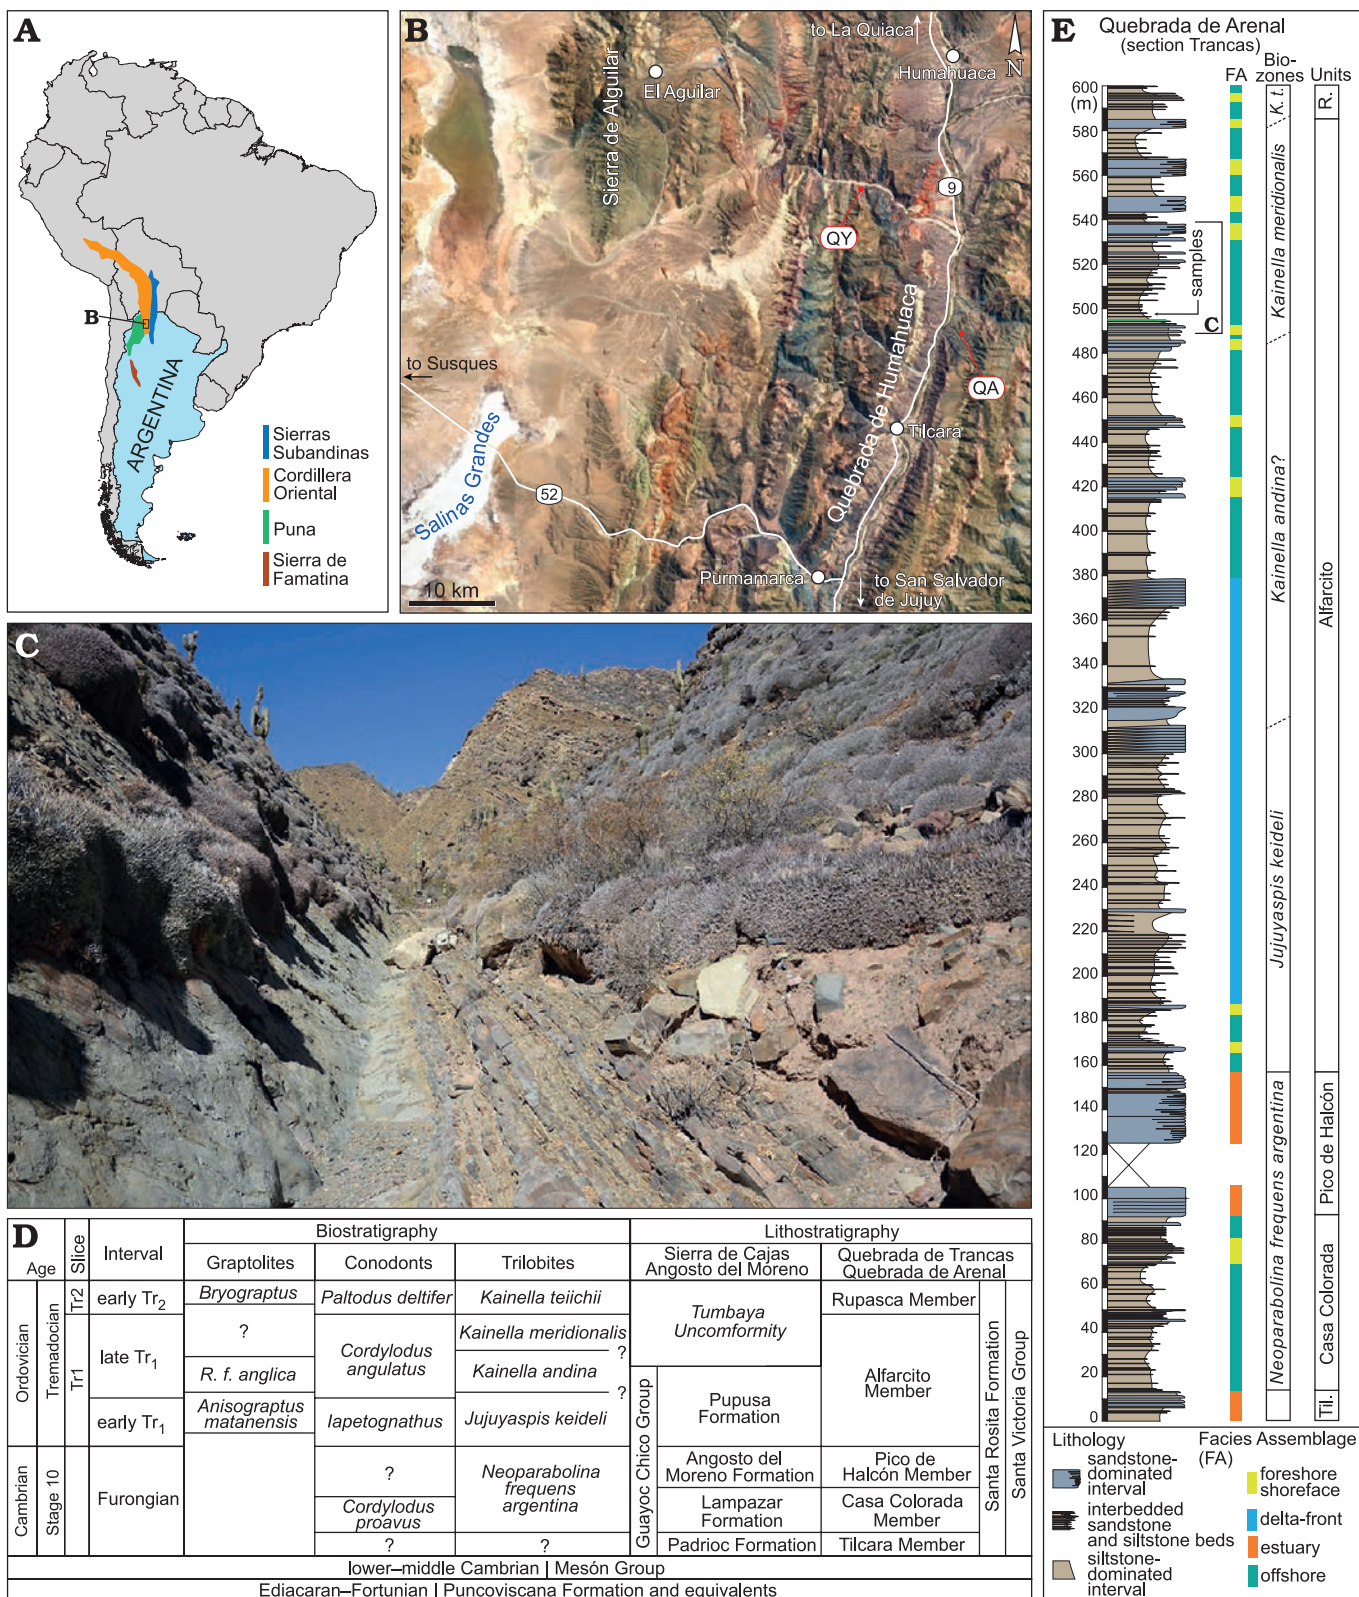 A
B
ARGENTINA
Sierras
Subandinas
Cordillera
Oriental
Puna
Sierra de
Famatina
B
to La Quiaca
N
Humahuaca
El Aguilar
Sierra de Alguilar
9
QY
QA
Quebrada de Humahuaca
to Susques
Tilcara
Salinas Grandes
52
Purmamarca
to San Salvador
de Jujuy
10 km
C
D
Biostratigraphy
Lithostratigraphy
Age
Slice
Interval
Graptolites
Conodonts
Trilobites
Sierra de Cajas
Angosto del Moreno
Quebrada de Trancas
Quebrada de Arenal
Ordovician
Tremadocian
Tr2
early Tr2
Bryograptus
Paltodus deltifer
Kainella teiichii
Tumbaya
Uncomformity
Rupasca Member
Tr1
late Tr1
?
R. f. anglica
Cordylodus
angulatus
Kainella meridionalis
?
Kainella andina
?
Alfarcito
Member
early Tr1
Anisograptus
matanensis
Iapetognathus
Jujuyaspis keideli
Guayoc Chico Group
Pupusa
Formation
Cambrian
Stage 10
Furongian
?
Cordylodus
proavus
?
Neoparabolina
frequens
argentina
?
Angosto del
Moreno Formation
Pico de
Halcón Member
Lampazar
Formation
Casa Colorada
Member
Padrioc Formation
Tilcara Member
Santa Rosita Formation
Santa Victoria Group
lower–middle Cambrian | Mesón Group
Ediacaran–Fortunian | Puncoviscana Formation and equivalents
E
Quebrada de Arenal
(section Trancas)
FA
Bio-
zones
Units
600
(m)
580
560
540
520
500
480
460
440
420
400
380
360
340
320
300
280
260
240
220
200
180
160
140
120
100
80
60
40
20
0
samples
C
K. t.
Kainella meridionalis
Kainella andina?
Jujuyaspis keideli
Neoparabolina frequens argentina
R.
Alfarcito
Pico de Halcón
Casa Colorada
Til.
Lithology
sandstone-
dominated
interval
interbedded
sandstone
and siltstone beds
siltstone-
dominated
interval
Facies Assemblage
(FA)
foreshore
shoreface
delta-front
estuary
offshore